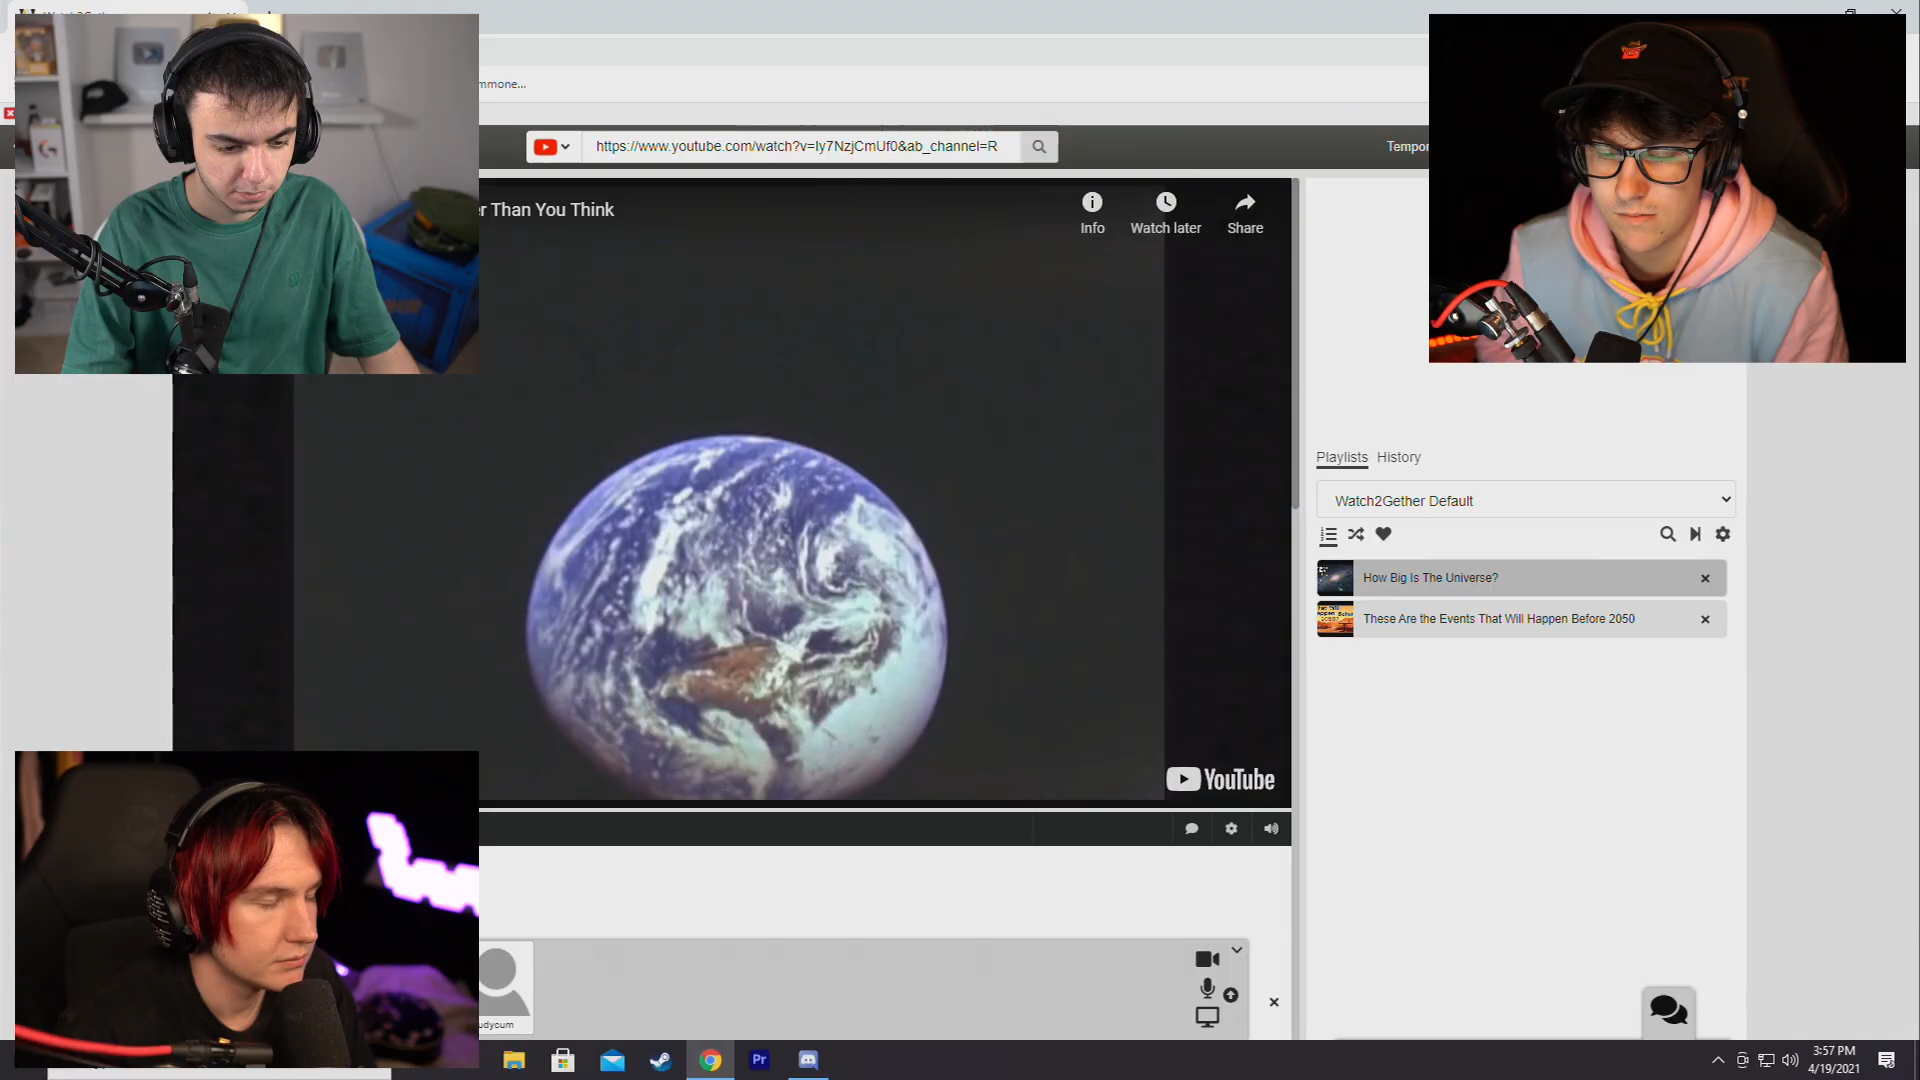 mmone...
https://www.youtube.com/watch?v=Iy7NzjCmUf0&ab_channel=R
Tempor
r Than You Think
Info
Watch later
Share
Playlists
History
Watch2Gether Default
How Big Is The Universe?
These Are the Events That Will Happen Before 2050
YouTube
udycum
Pr
3:57 PM
4/19/2021